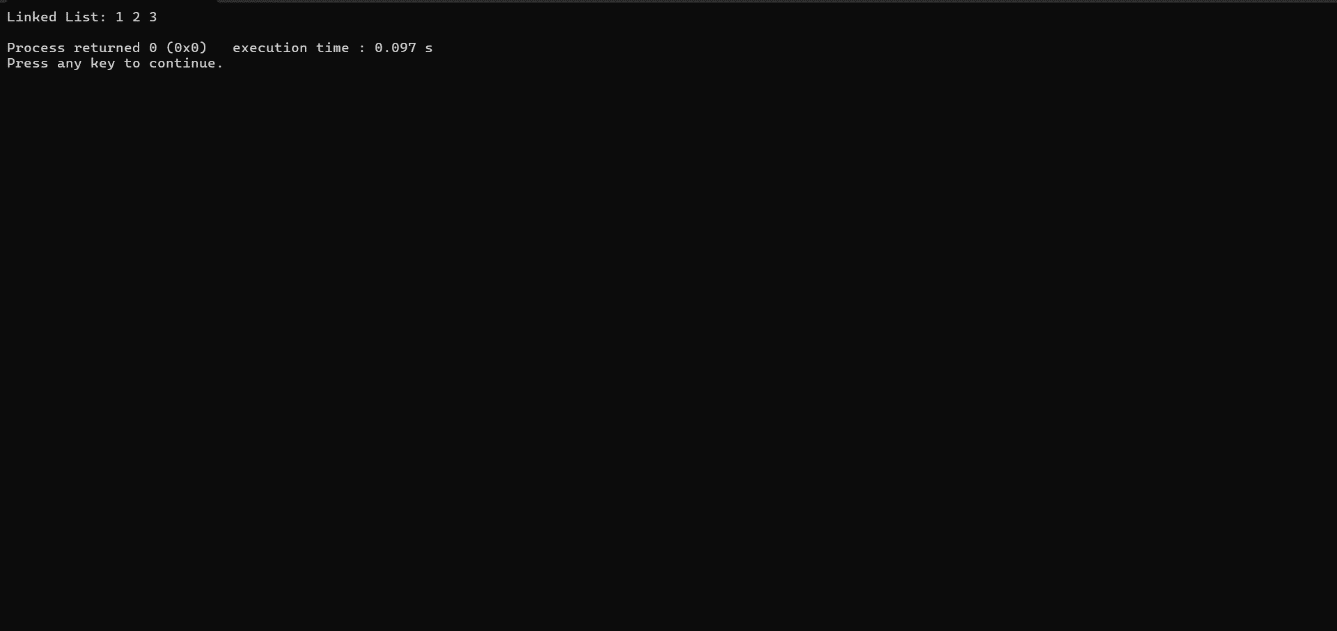 Linked List: 1 2 3
Process returned 0 (0x0)   execution time : 0.097 s
Press any key to continue.